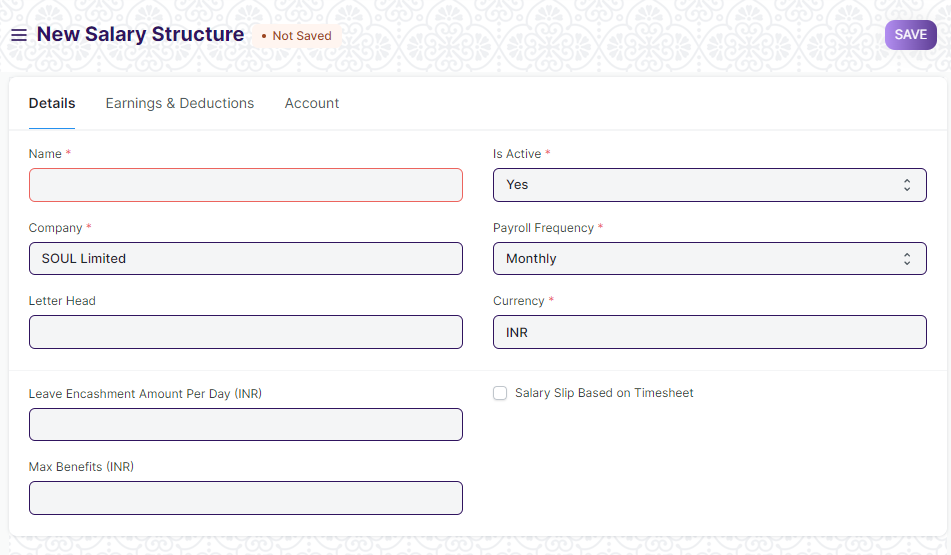 New Salary Structure • Not Saved SAVE
Details Earnings & Deductions Account
Name * Is Active *
Yes
Company * Payroll Frequency *
SOUL Limited Monthly
Letter Head Currency *
INR
Leave Encashment Amount Per Day (INR) Salary Slip Based on Timesheet
Max Benefits (INR)